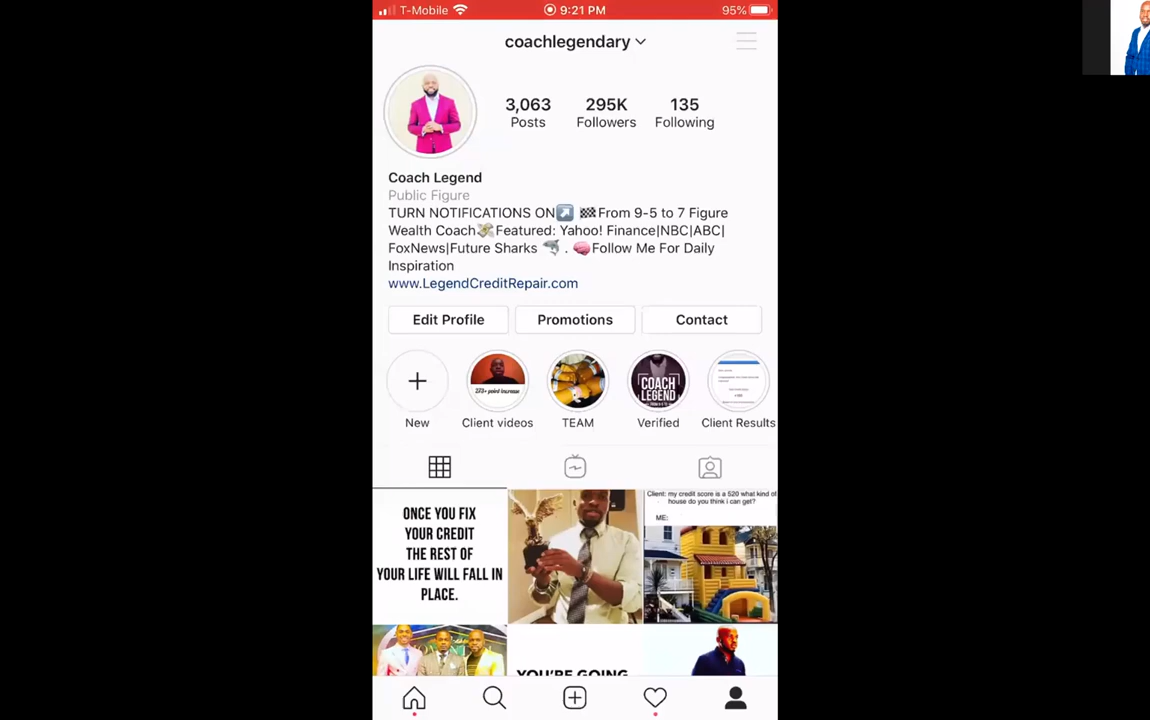 T-Mobile 9:21 PM 95%
coachlegendary
3,063 295K 135
Posts Followers Following
Coach Legend
Public Figure
TURN NOTIFICATIONS ON↗️ 🏁From 9-5 to 7 Figure
Wealth Coach💸Featured: Yahoo! Finance|NBC|ABC|
FoxNews|Future Sharks 🦈 . 🧠Follow Me For Daily
Inspiration
www.LegendCreditRepair.com
Edit Profile Promotions Contact
273+ point increase
COACH
LEGEND
New Client videos TEAM Verified Client Results
ONCE YOU FIX
YOUR CREDIT
THE REST OF
YOUR LIFE WILL FALL IN
PLACE.
Client: my credit score is a 520 what kind of
house do you think i can get?
ME:
YOU'RE GOING